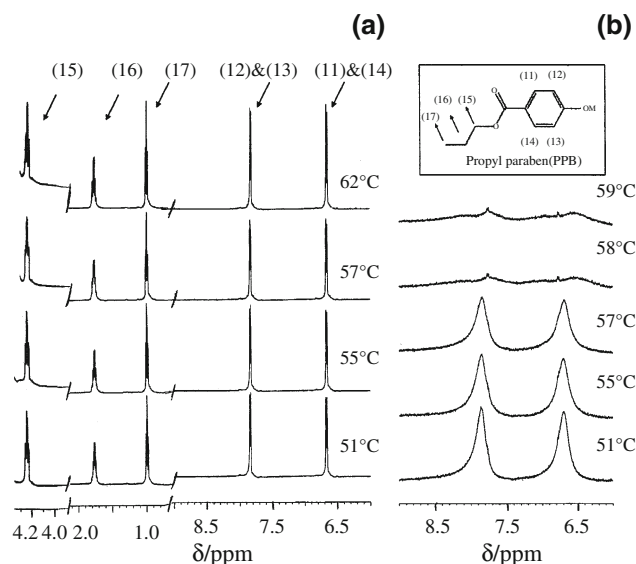 (a)
(15) (16) (17) (12)&(13) (11)&(14)
62°C
57°C
55°C
51°C
4.2 4.0 2.0 1.0 8.5 7.5 6.5
δ/ppm δ/ppm
(b)
(11) (12)
(16) (15)
(17)
O
O
OM
(14) (13)
Propyl paraben(PPB)
59°C
58°C
57°C
55°C
51°C
8.5 7.5 6.5
δ/ppm